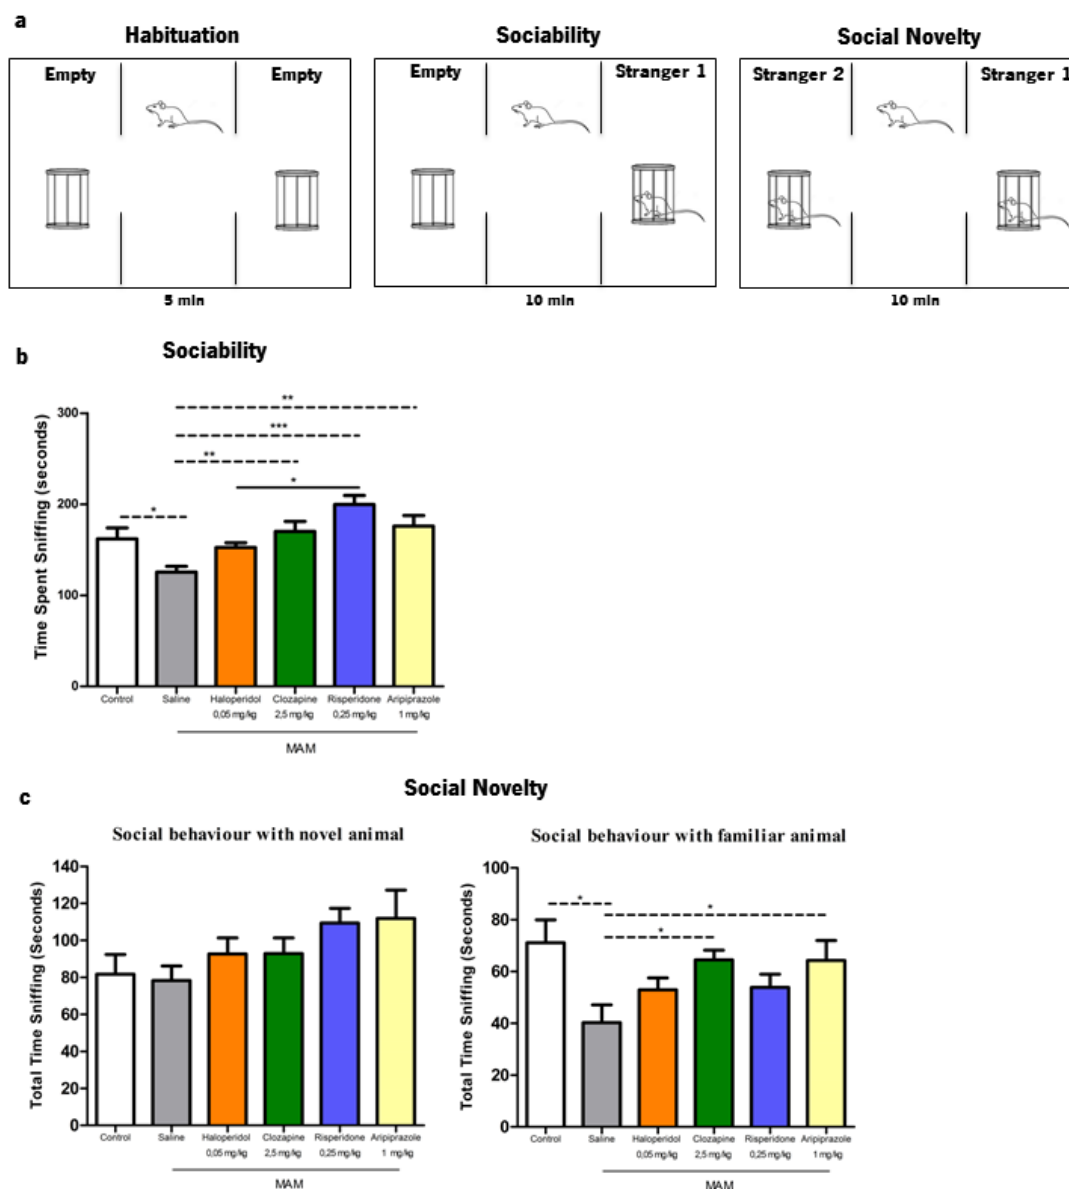 a
Habituation
Sociability
Social Novelty
Empty
Empty
Empty
Stranger 1
Stranger 2
Stranger 1
5 min
10 min
10 min
b
Sociability
Time Spent Sniffing (seconds)
300
200
100
0
**
***
**
*
*
Control
Saline
Haloperidol
0,05 mg/kg
Clozapine
2,5 mg/kg
Risperidone
0,25 mg/kg
Aripiprazole
1 mg/kg
MAM
c
Social Novelty
Social behaviour with novel animal
Total Time Sniffing (Seconds)
140
120
100
80
60
40
20
0
Control
Saline
Haloperidol
0,05 mg/kg
Clozapine
2,5 mg/kg
Risperidone
0,25 mg/kg
Aripiprazole
1 mg/kg
MAM
Social behaviour with familiar animal
Total Time Sniffing (Seconds)
100
80
60
40
20
0
*
*
*
Control
Saline
Haloperidol
0,05 mg/kg
Clozapine
2,5 mg/kg
Risperidone
0,25 mg/kg
Aripiprazole
1 mg/kg
MAM